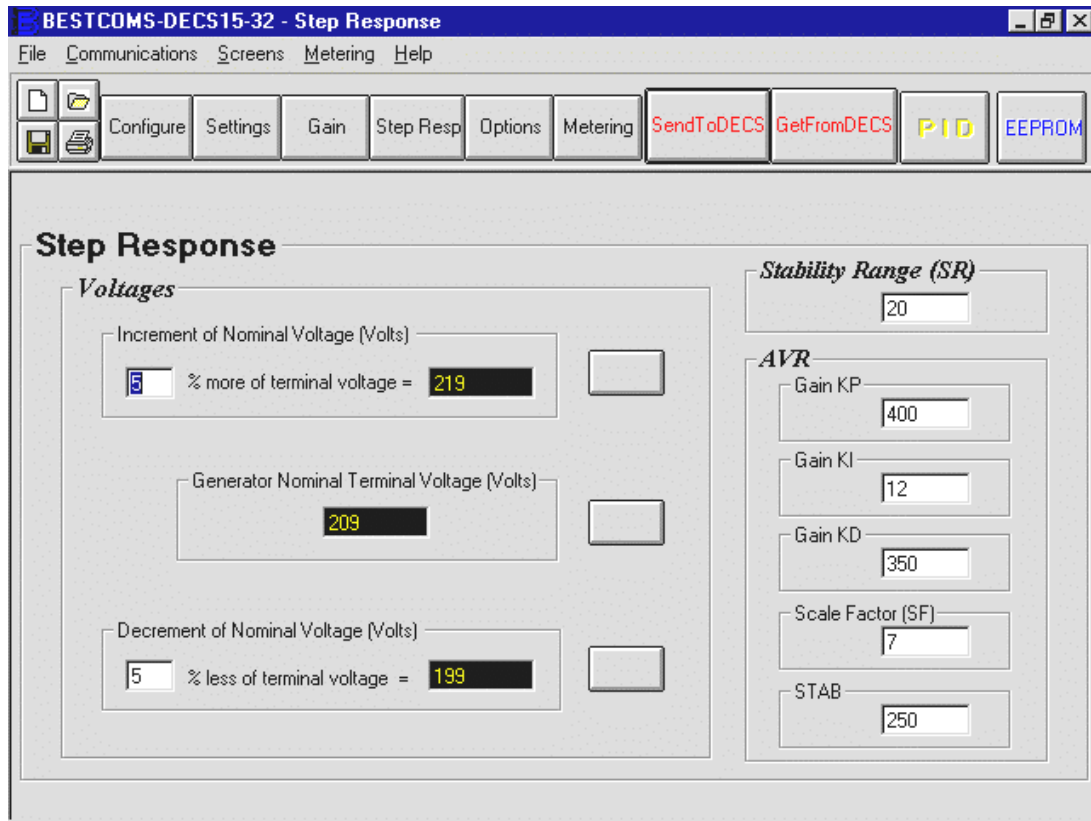 BESTCOMS-DECS15-32 - Step Response
File Communications Screens Metering Help
Configure Settings Gain Step Resp Options Metering SendToDECS GetFromDECS PID EEPROM
Step Response
Voltages
Increment of Nominal Voltage (Volts)
5 % more of terminal voltage = 219
Generator Nominal Terminal Voltage (Volts)
209
Decrement of Nominal Voltage (Volts)
5 % less of terminal voltage = 199
Stability Range (SR)
20
AVR
Gain KP
400
Gain KI
12
Gain KD
350
Scale Factor (SF)
7
STAB
250